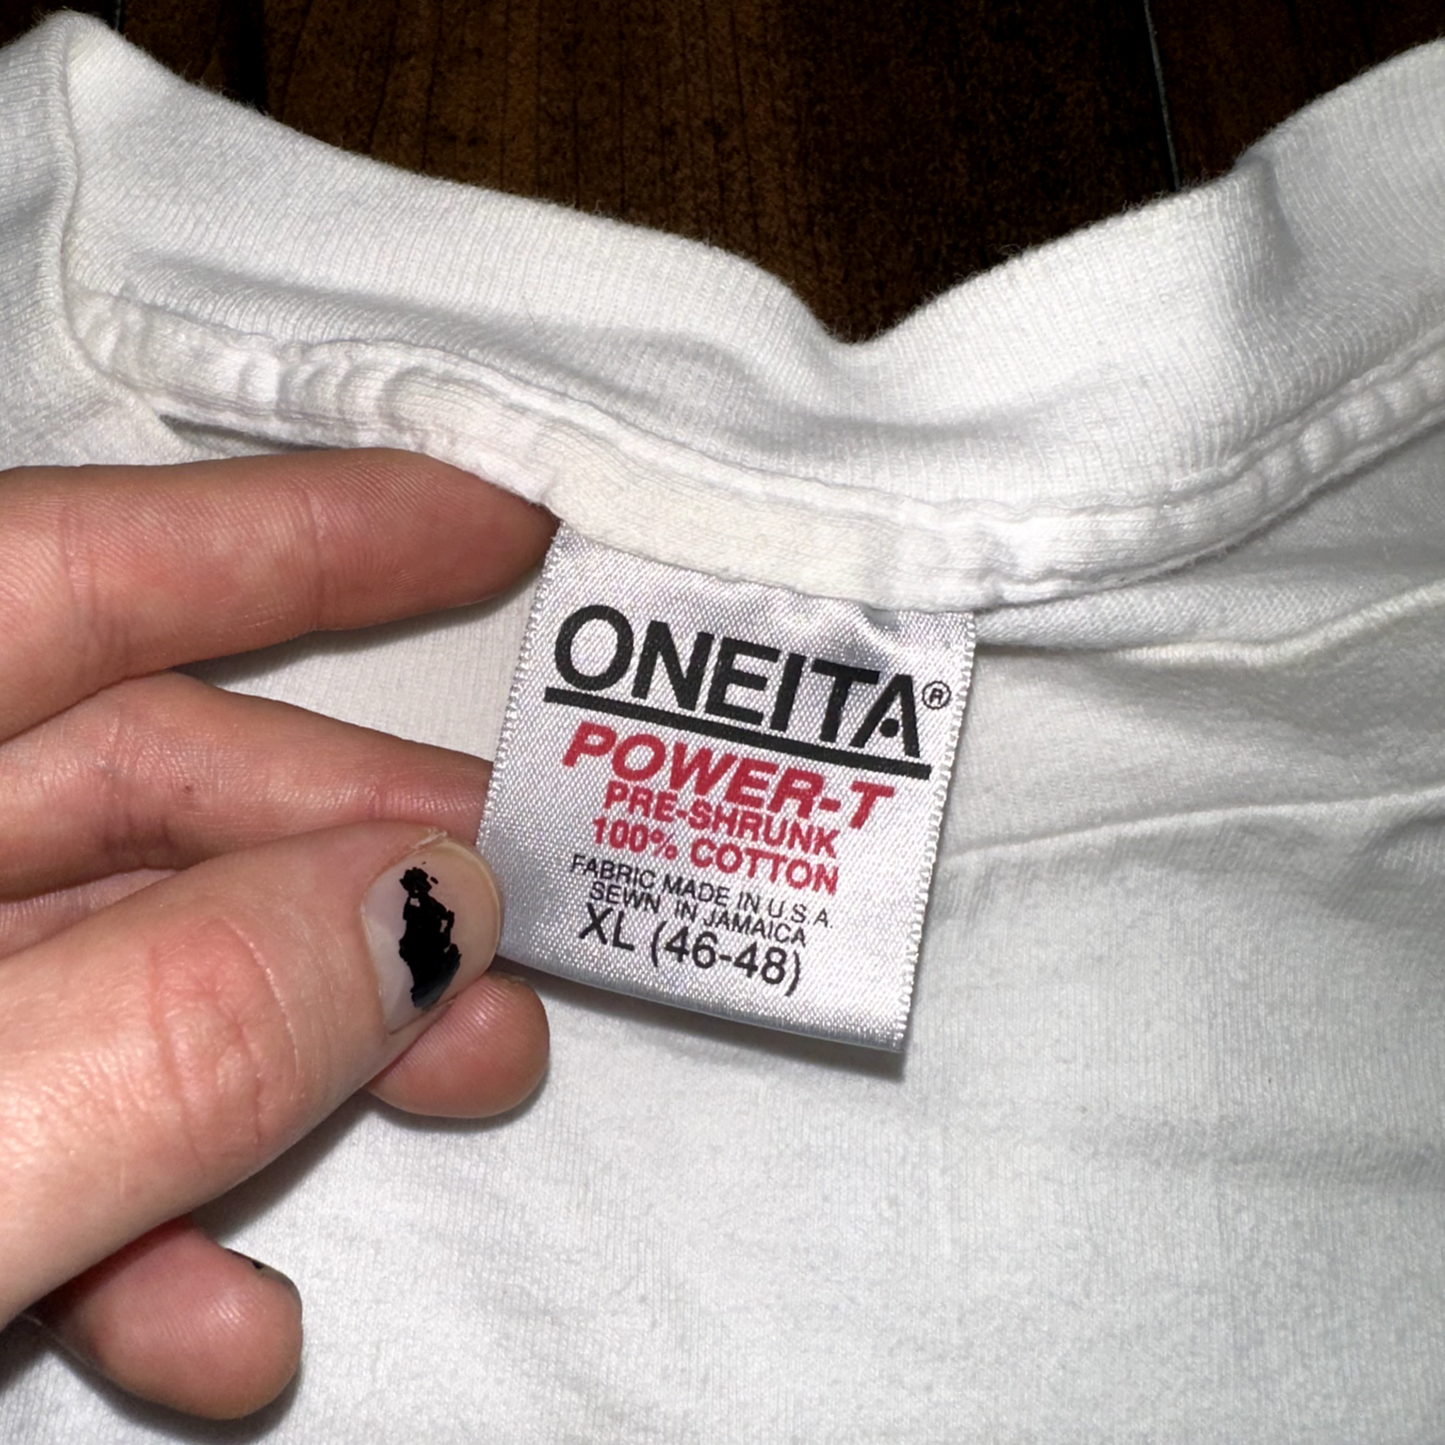 ONEITA®
POWER-T
PRE-SHRUNK
100% COTTON
FABRIC MADE IN U.S.A.
SEWN IN JAMAICA
XL (46-48)